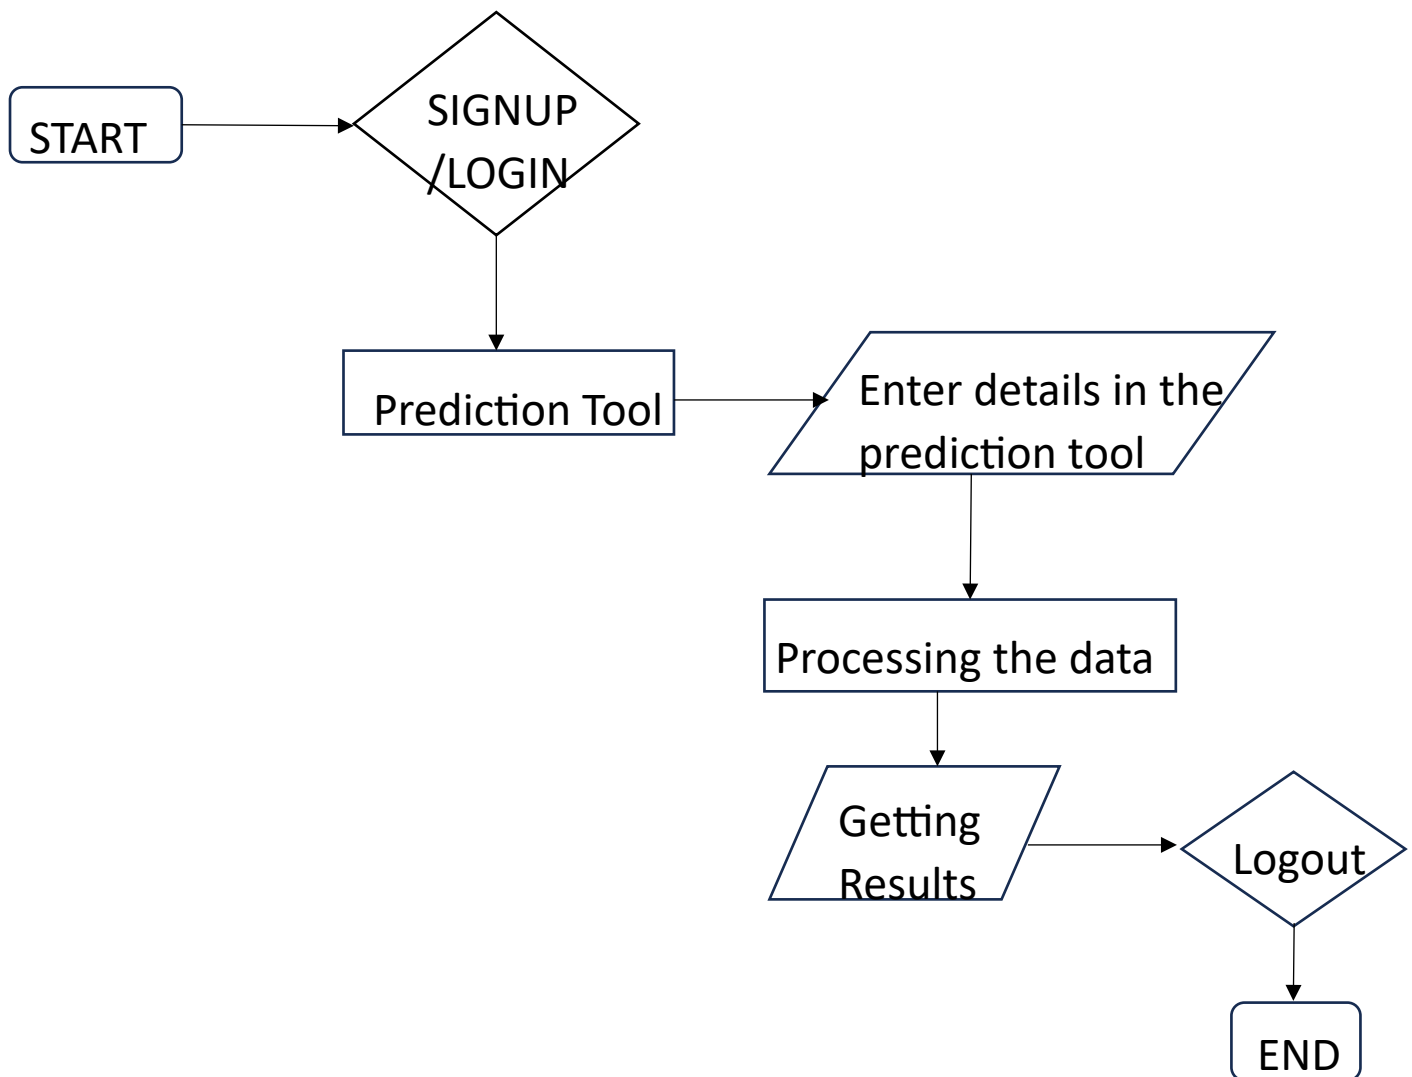 START
SIGNUP
/LOGIN
Prediction Tool
Enter details in the
prediction tool
Processing the data
Getting
Results
Logout
END